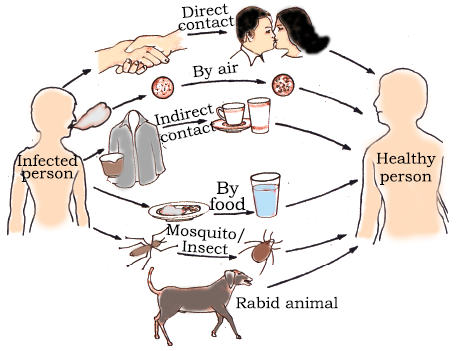 Direct
contact
By air
Indirect
contact
Infected
person
Healthy
person
By
food
Mosquito/
Insect
Rabid animal